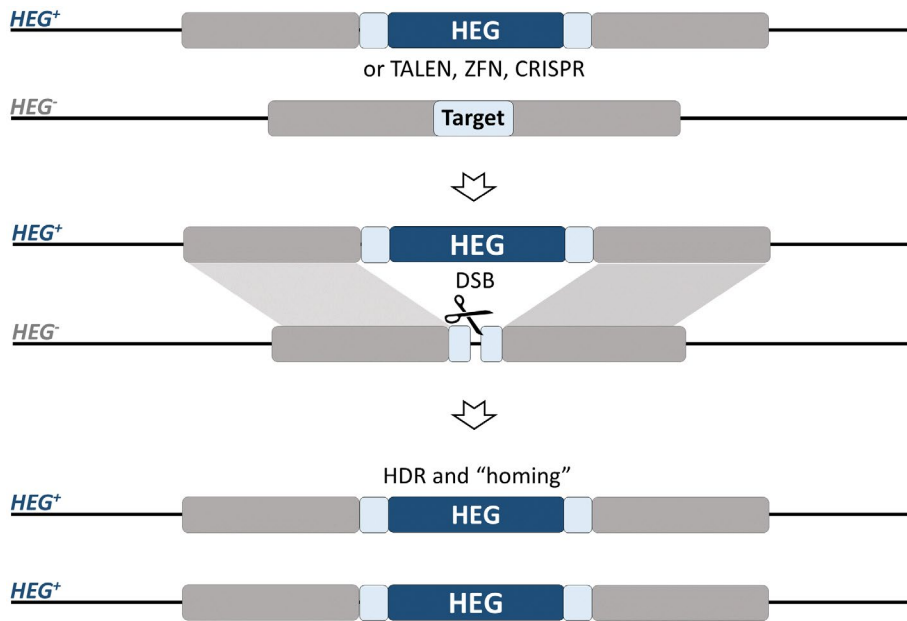 HEG⁺
HEG
or TALEN, ZFN, CRISPR
HEG⁻
Target
HEG⁺
HEG
DSB
HEG⁻
HDR and “homing”
HEG⁺
HEG
HEG⁺
HEG